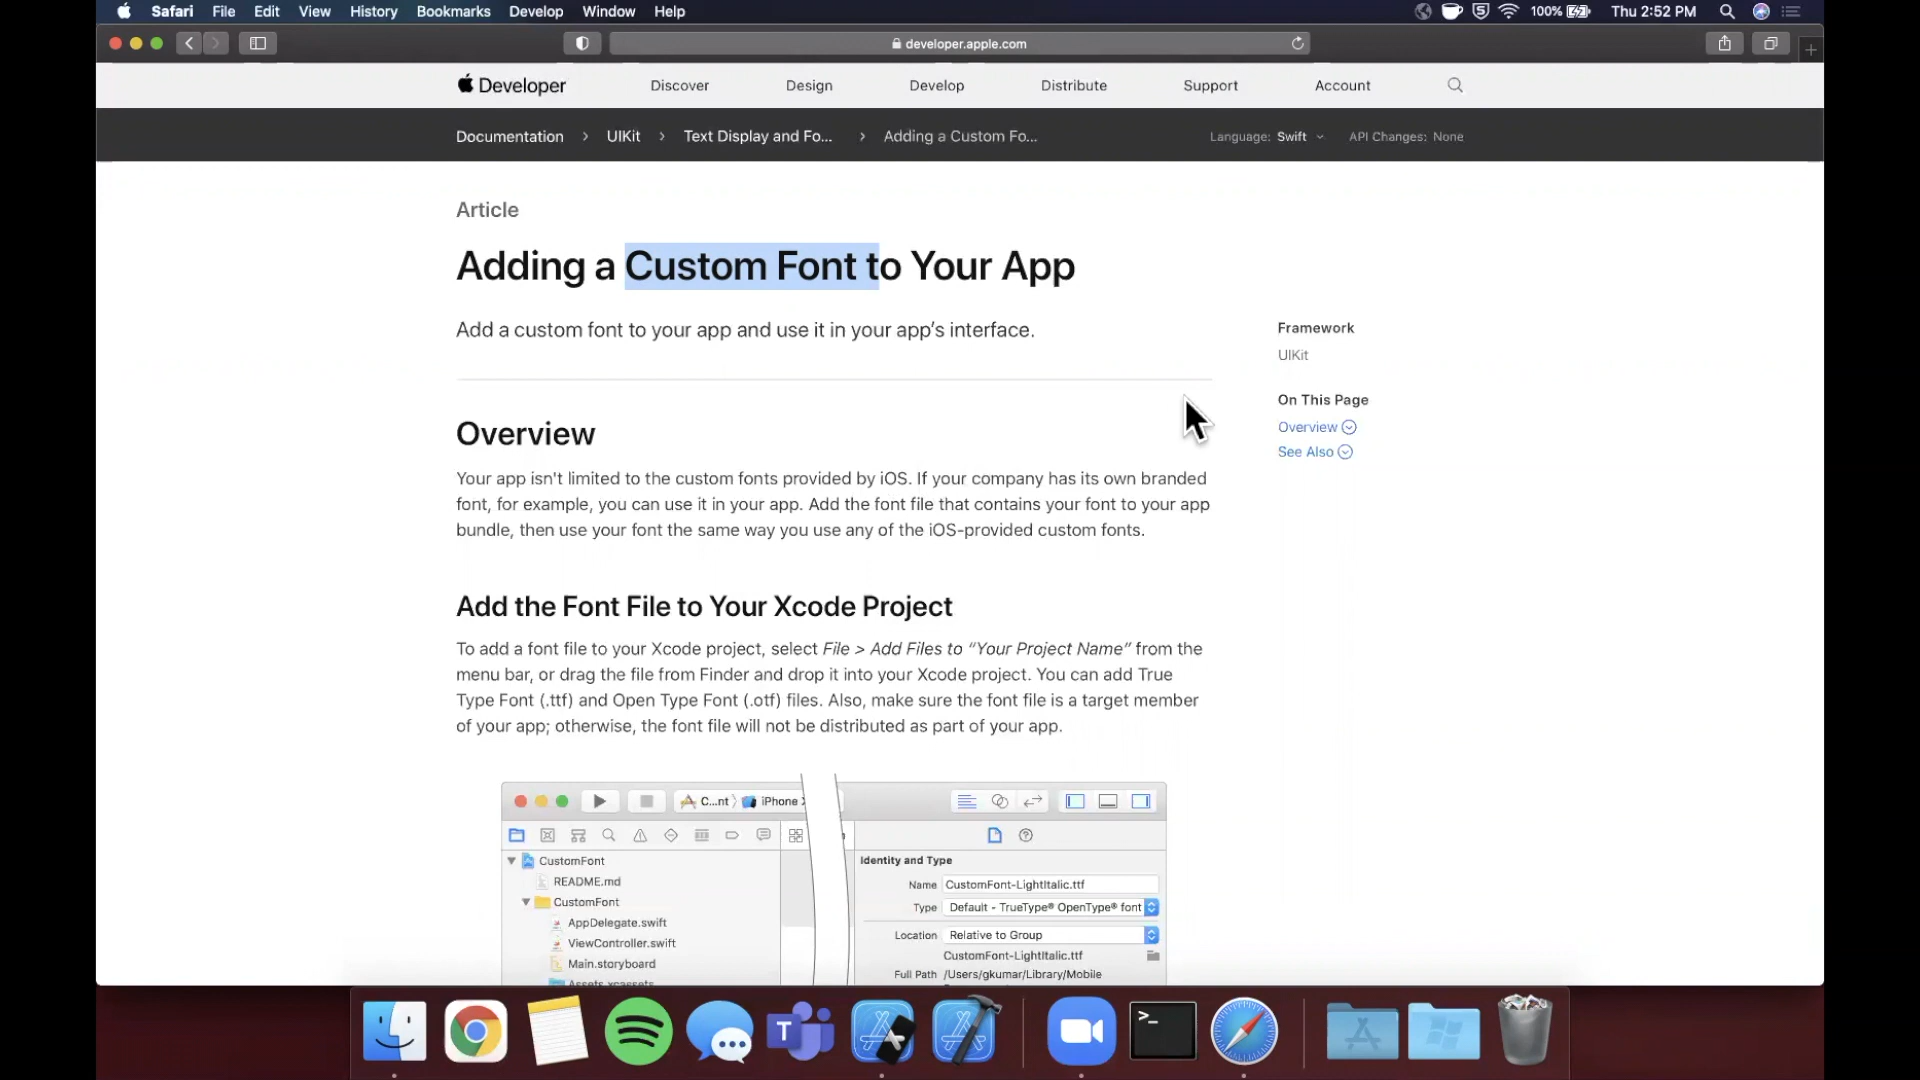 Safari File Edit View History Bookmarks Develop Window Help 100% Thu 2:52 PM
developer.apple.com
Developer Discover Design Develop Distribute Support Account
Documentation > UIKit > Text Display and Fo... > Adding a Custom Fo... Language: Swift API Changes: None
Article
Adding a Custom Font to Your App
Add a custom font to your app and use it in your app's interface.
Framework
UIKit
On This Page
Overview
See Also
Overview
Your app isn't limited to the custom fonts provided by iOS. If your company has its own branded
font, for example, you can use it in your app. Add the font file that contains your font to your app
bundle, then use your font the same way you use any of the iOS-provided custom fonts.
Add the Font File to Your Xcode Project
To add a font file to your Xcode project, select File > Add Files to “Your Project Name” from the
menu bar, or drag the file from Finder and drop it into your Xcode project. You can add True
Type Font (.ttf) and Open Type Font (.otf) files. Also, make sure the font file is a target member
of your app; otherwise, the font file will not be distributed as part of your app.
C...nt iPhone
CustomFont
README.md
CustomFont
AppDelegate.swift
ViewController.swift
Main.storyboard
Assets.xcassets
Identity and Type
Name CustomFont-LightItalic.ttf
Type Default - TrueType® OpenType® font
Location Relative to Group
CustomFont-LightItalic.ttf
Full Path /Users/gkumar/Library/Mobile
T
>_